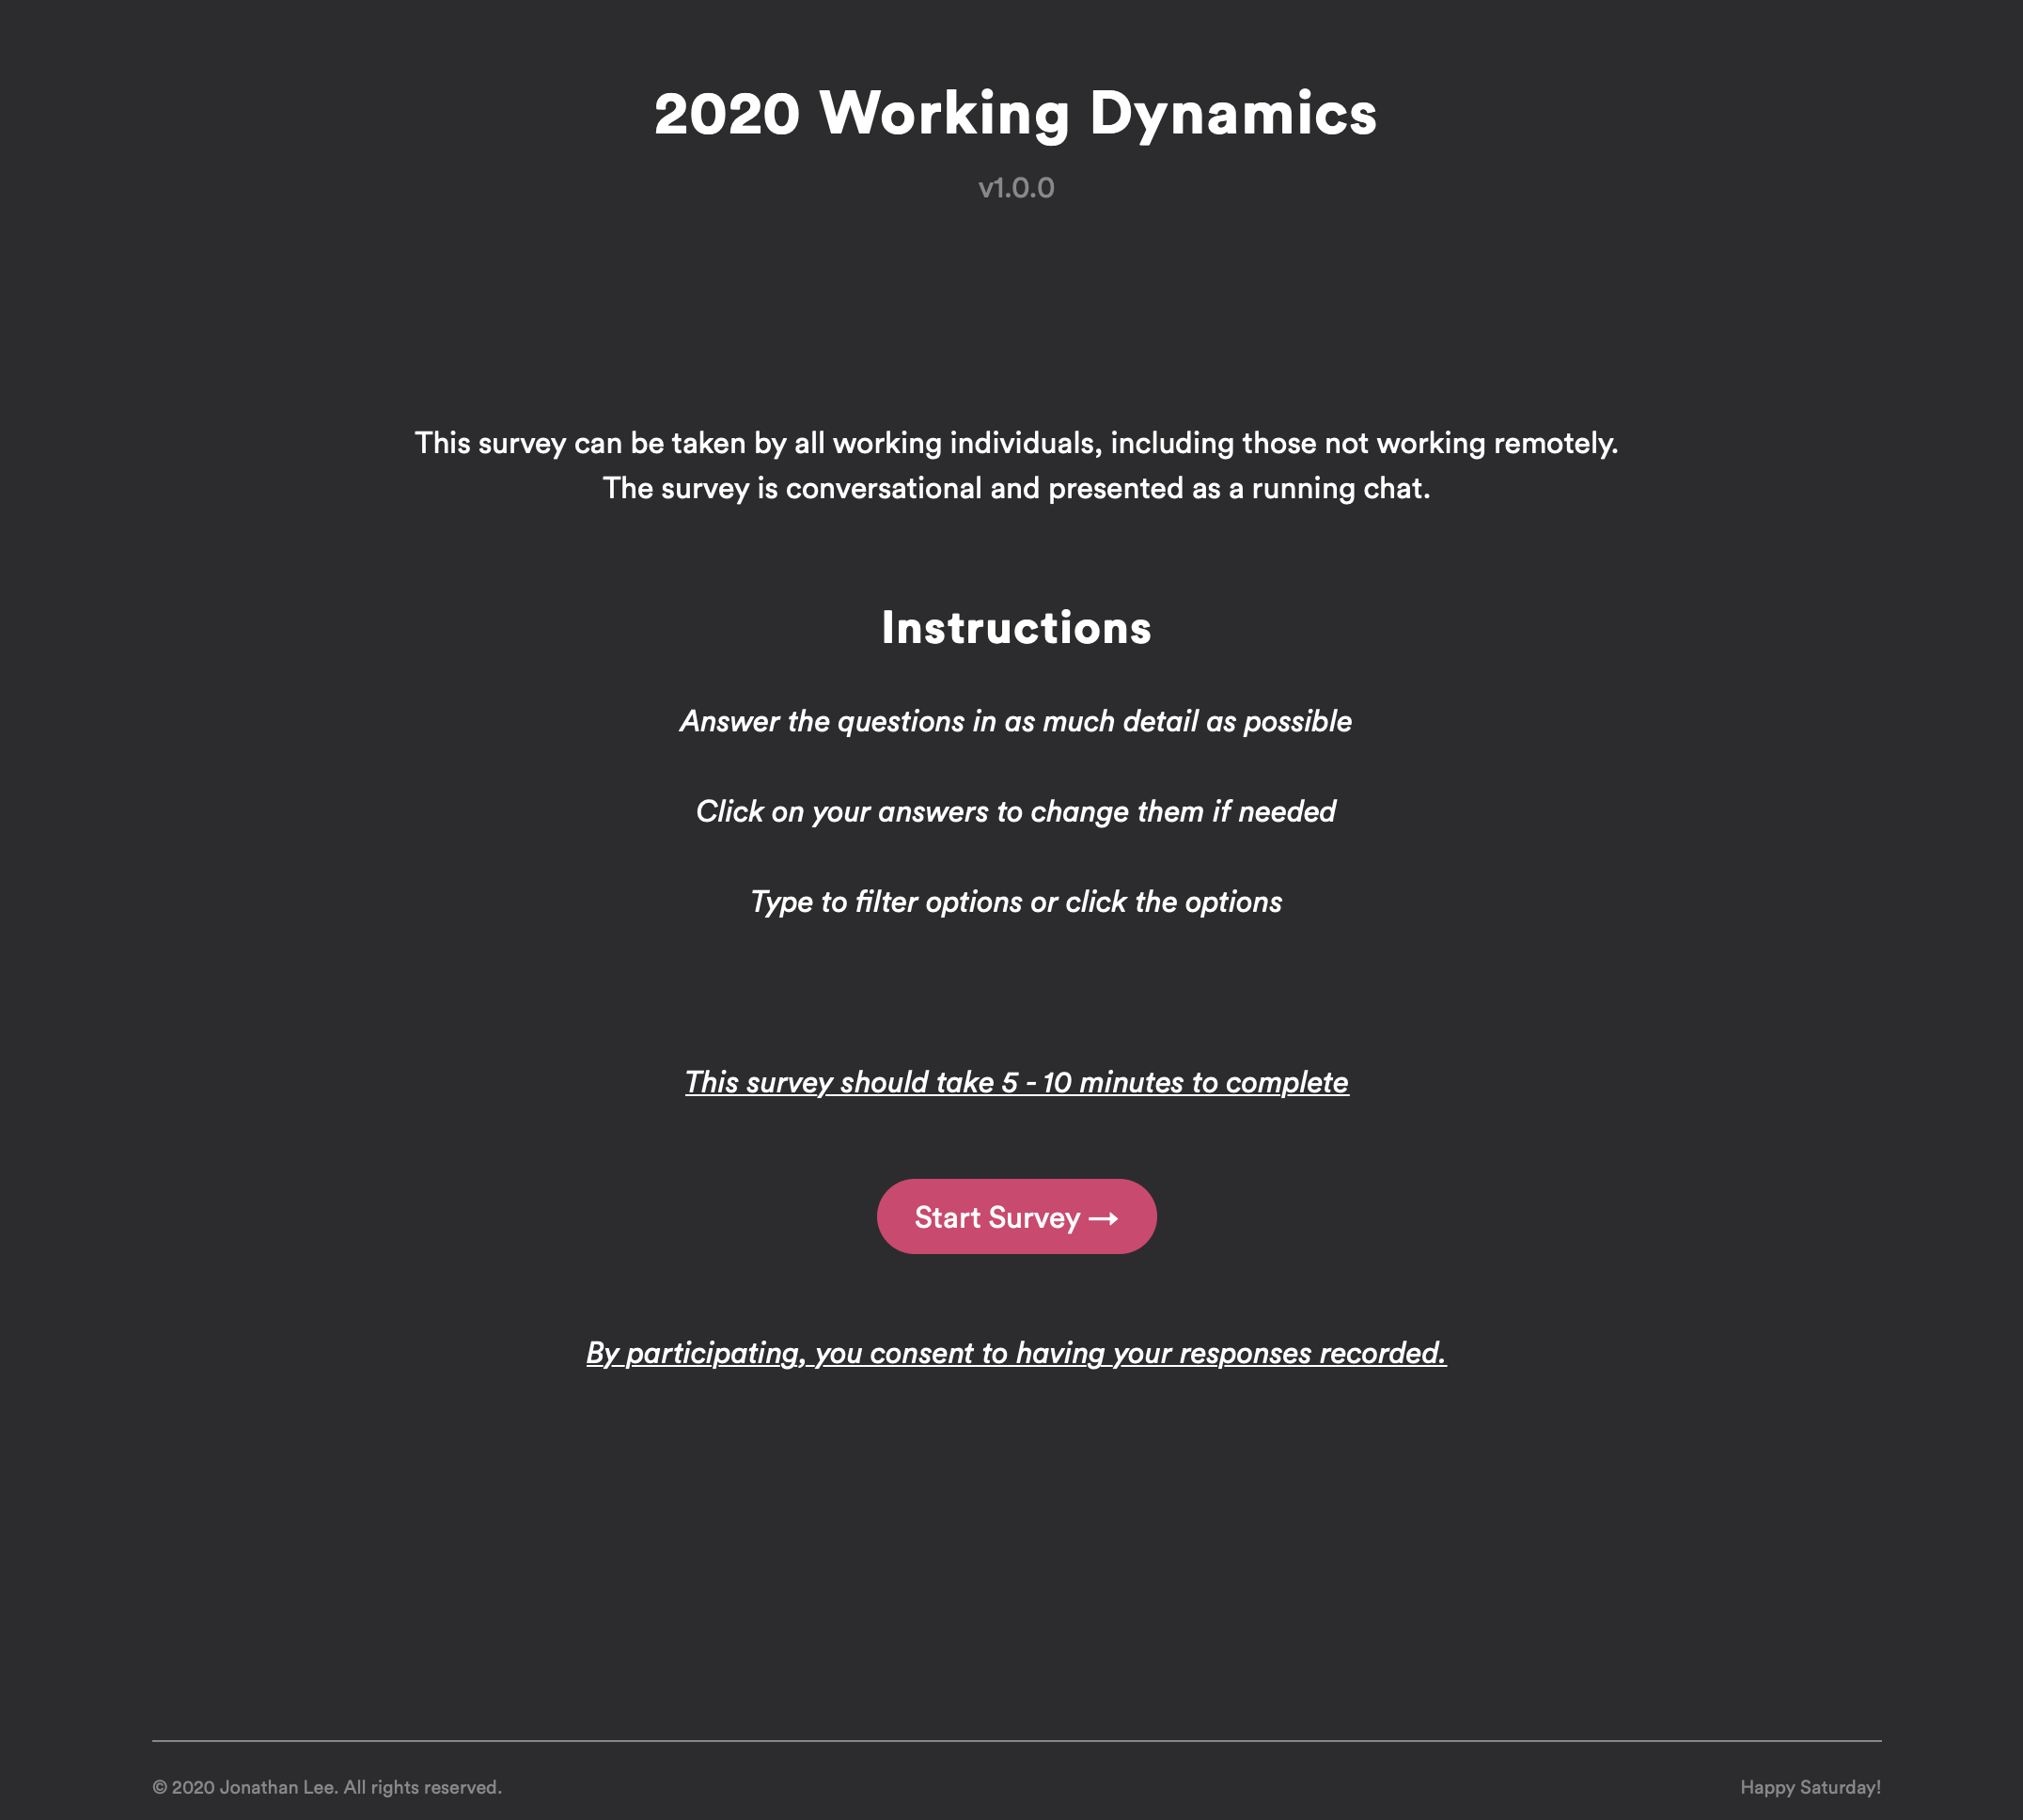 2020 Working Dynamics
v1.0.0
This survey can be taken by all working individuals, including those not working remotely.
The survey is conversational and presented as a running chat.
Instructions
Answer the questions in as much detail as possible
Click on your answers to change them if needed
Type to filter options or click the options
This survey should take 5 - 10 minutes to complete
Start Survey →
By participating, you consent to having your responses recorded.
© 2020 Jonathan Lee. All rights reserved.
Happy Saturday!